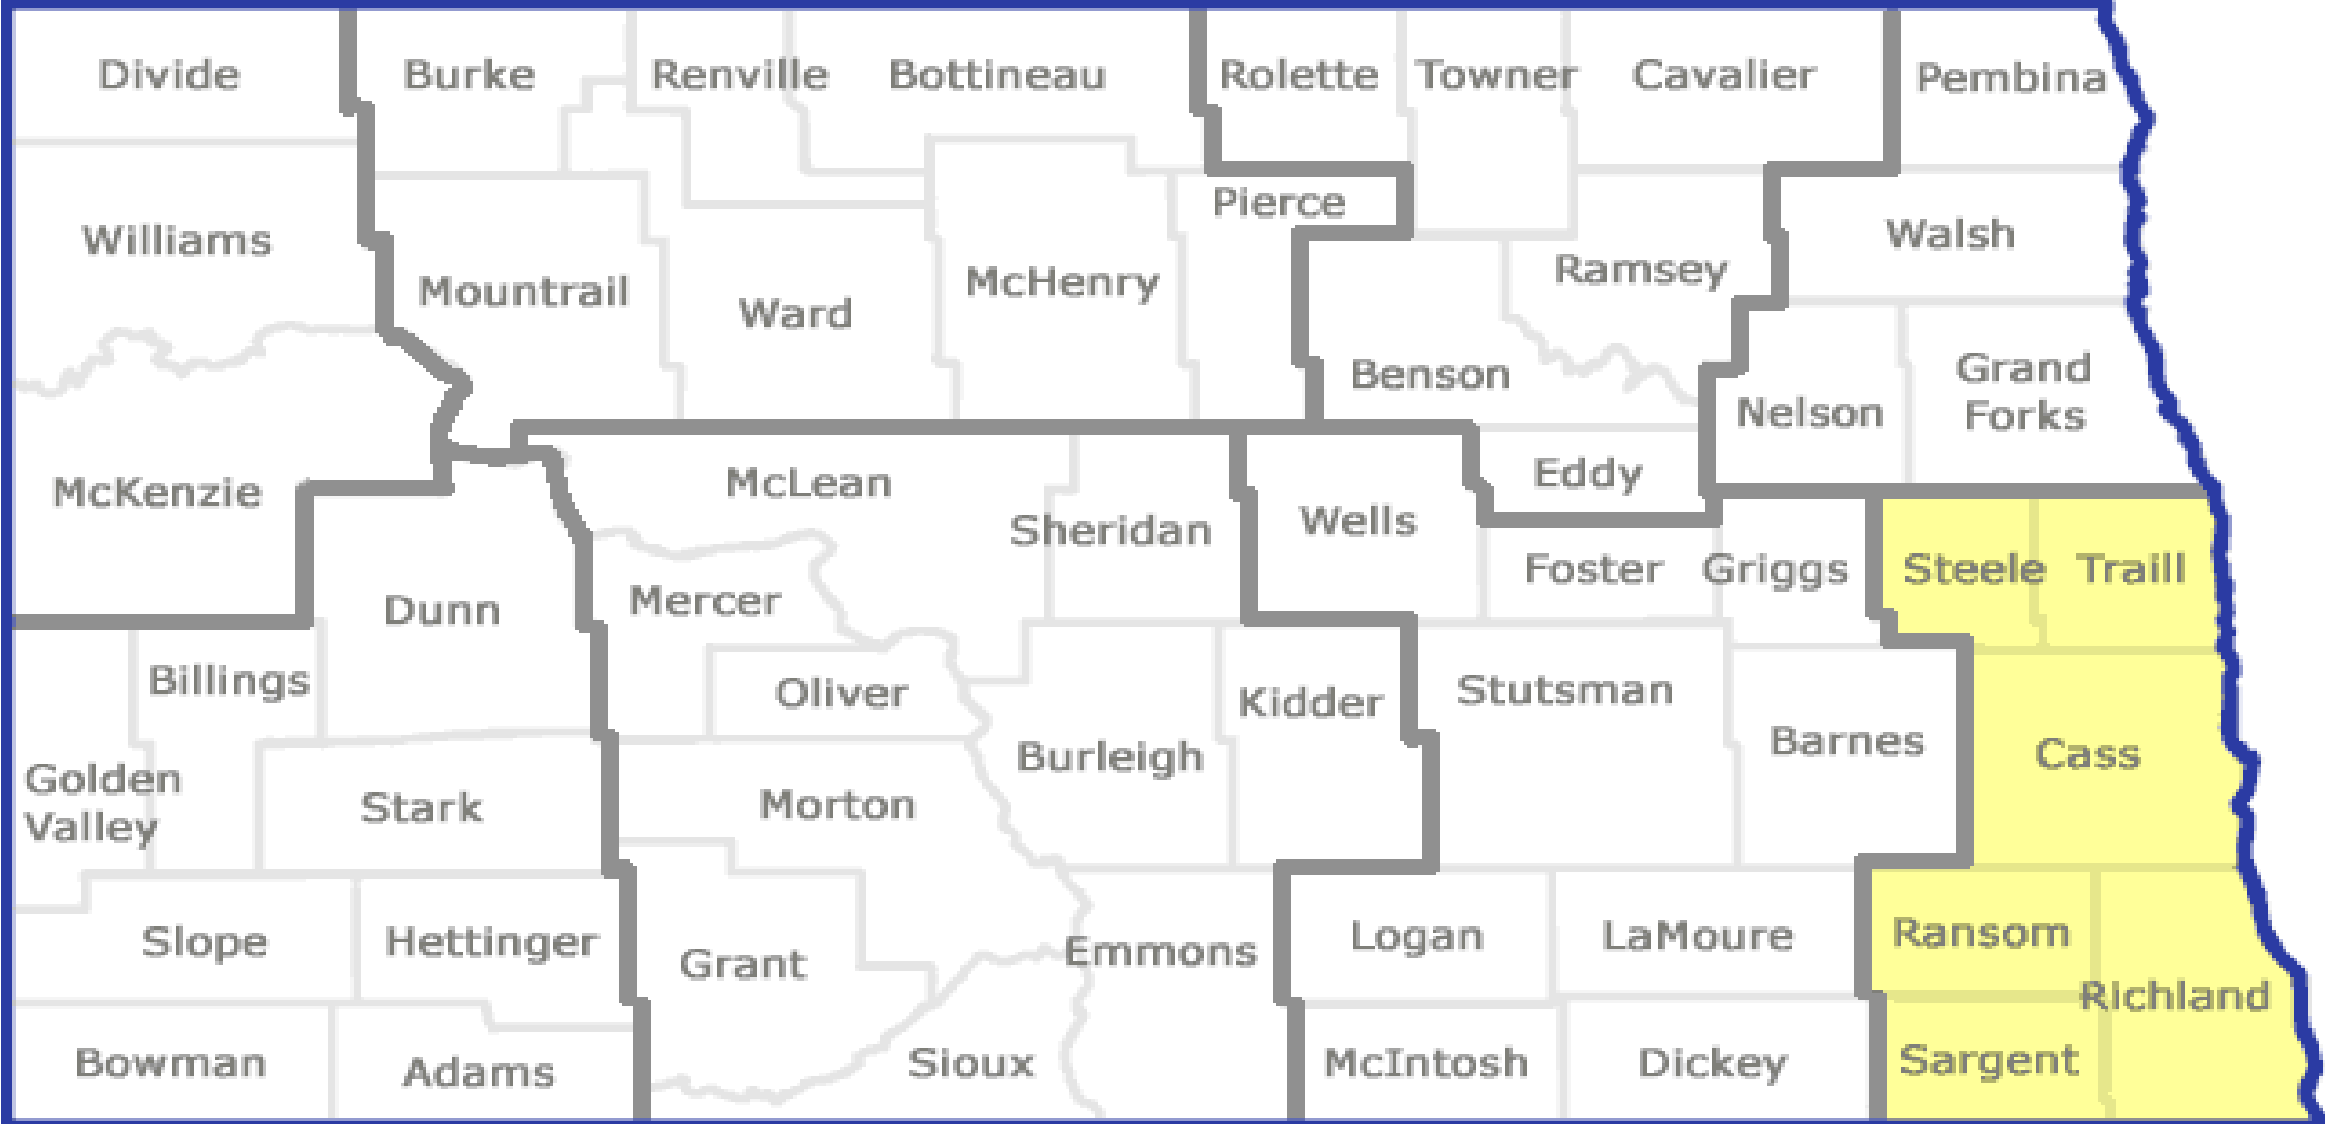 Divide
Burke
Renville
Bottineau
Rolette
Towner
Cavalier
Pembina
Pierce
Williams
Walsh
Mountrail
McHenry
Ramsey
Ward
Benson
Grand
Forks
Nelson
McKenzie
McLean
Eddy
Sheridan
Wells
Foster
Griggs
Steele
Traill
Dunn
Mercer
Billings
Oliver
Kidder
Stutsman
Burleigh
Barnes
Cass
Golden
Valley
Stark
Morton
Slope
Hettinger
Grant
Emmons
Logan
LaMoure
Ransom
Richland
Bowman
Adams
Sioux
McIntosh
Dickey
Sargent